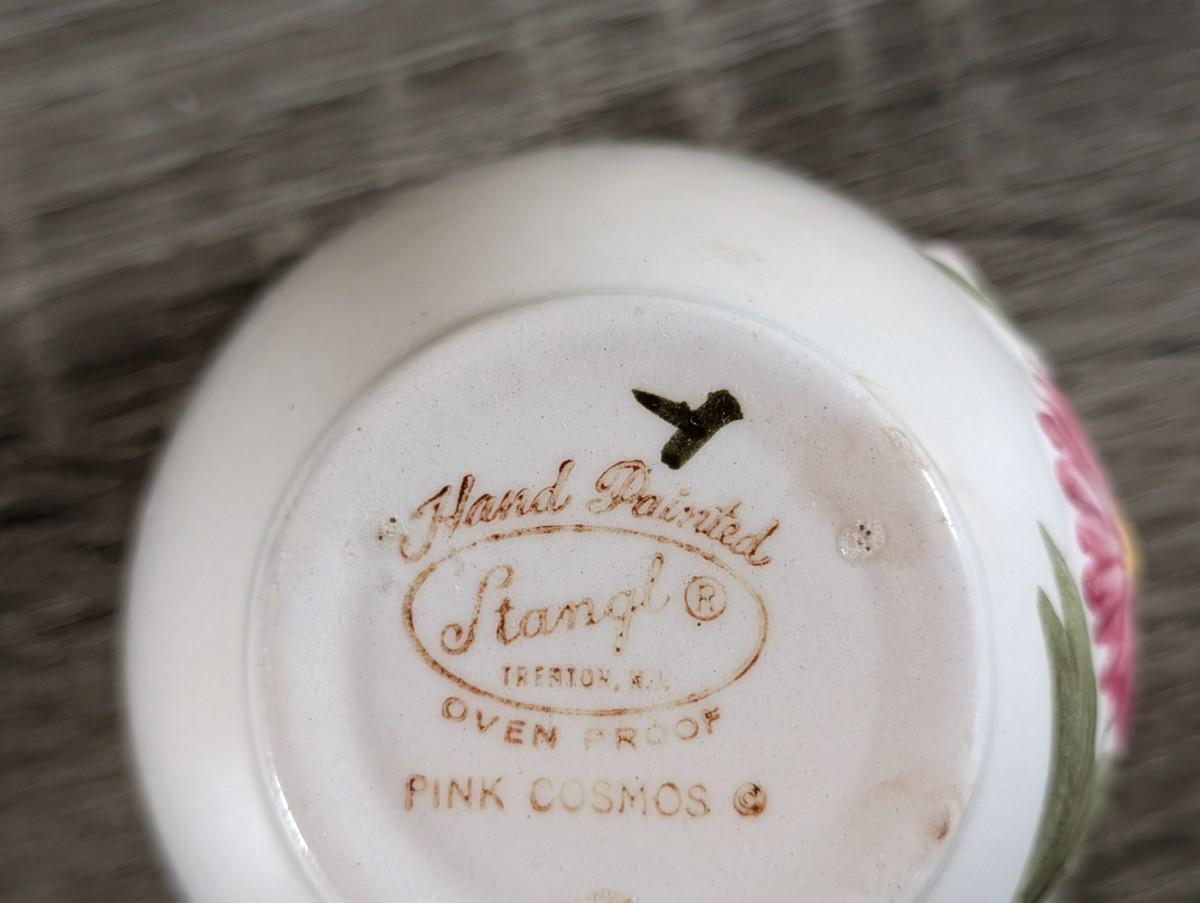 Hand Painted
Stangl ®
TRENTON, N.J.
OVEN PROOF
PINK COSMOS ©